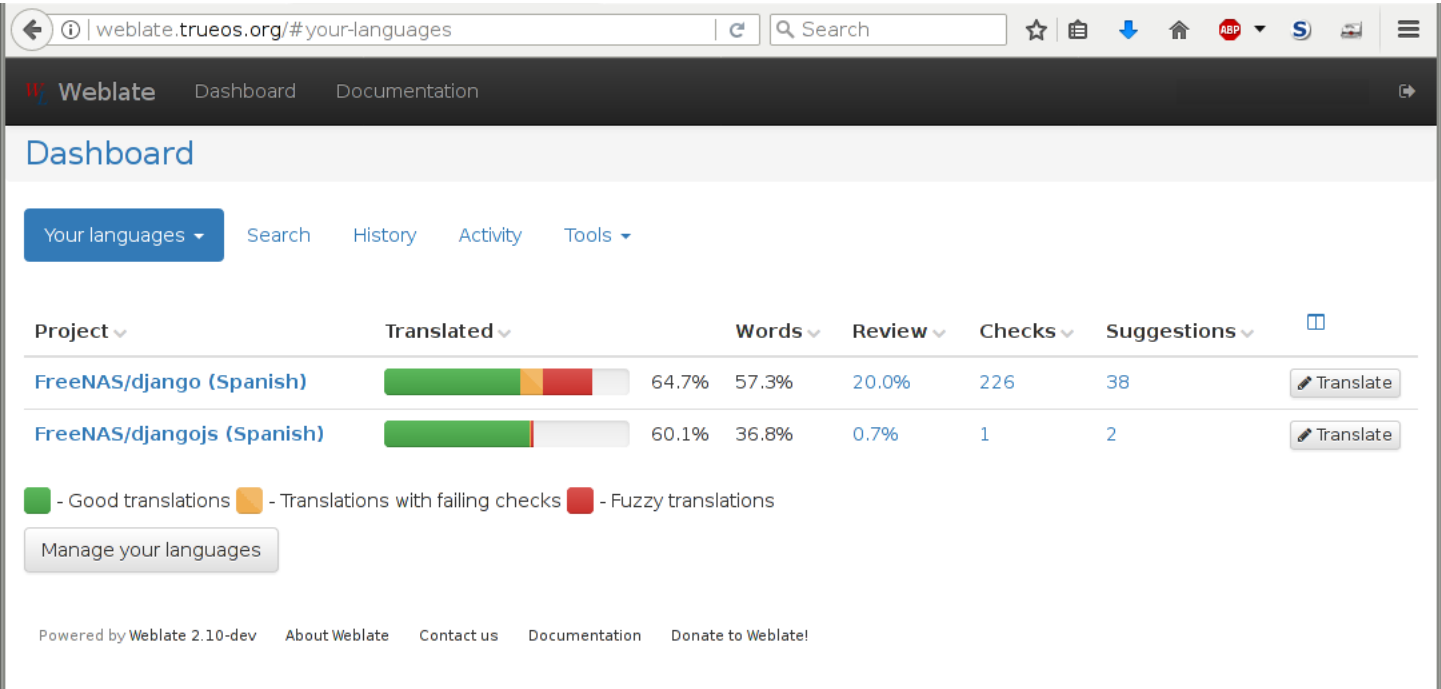 weblate.trueos.org/#your-languages Search ABP S
Weblate Dashboard Documentation
Dashboard
Your languages Search History Activity Tools
Project Translated Words Review Checks Suggestions
FreeNAS/django (Spanish) 64.7% 57.3% 20.0% 226 38 Translate
FreeNAS/djangojs (Spanish) 60.1% 36.8% 0.7% 1 2 Translate
- Good translations - Translations with failing checks - Fuzzy translations
Manage your languages
Powered by Weblate 2.10-dev About Weblate Contact us Documentation Donate to Weblate!